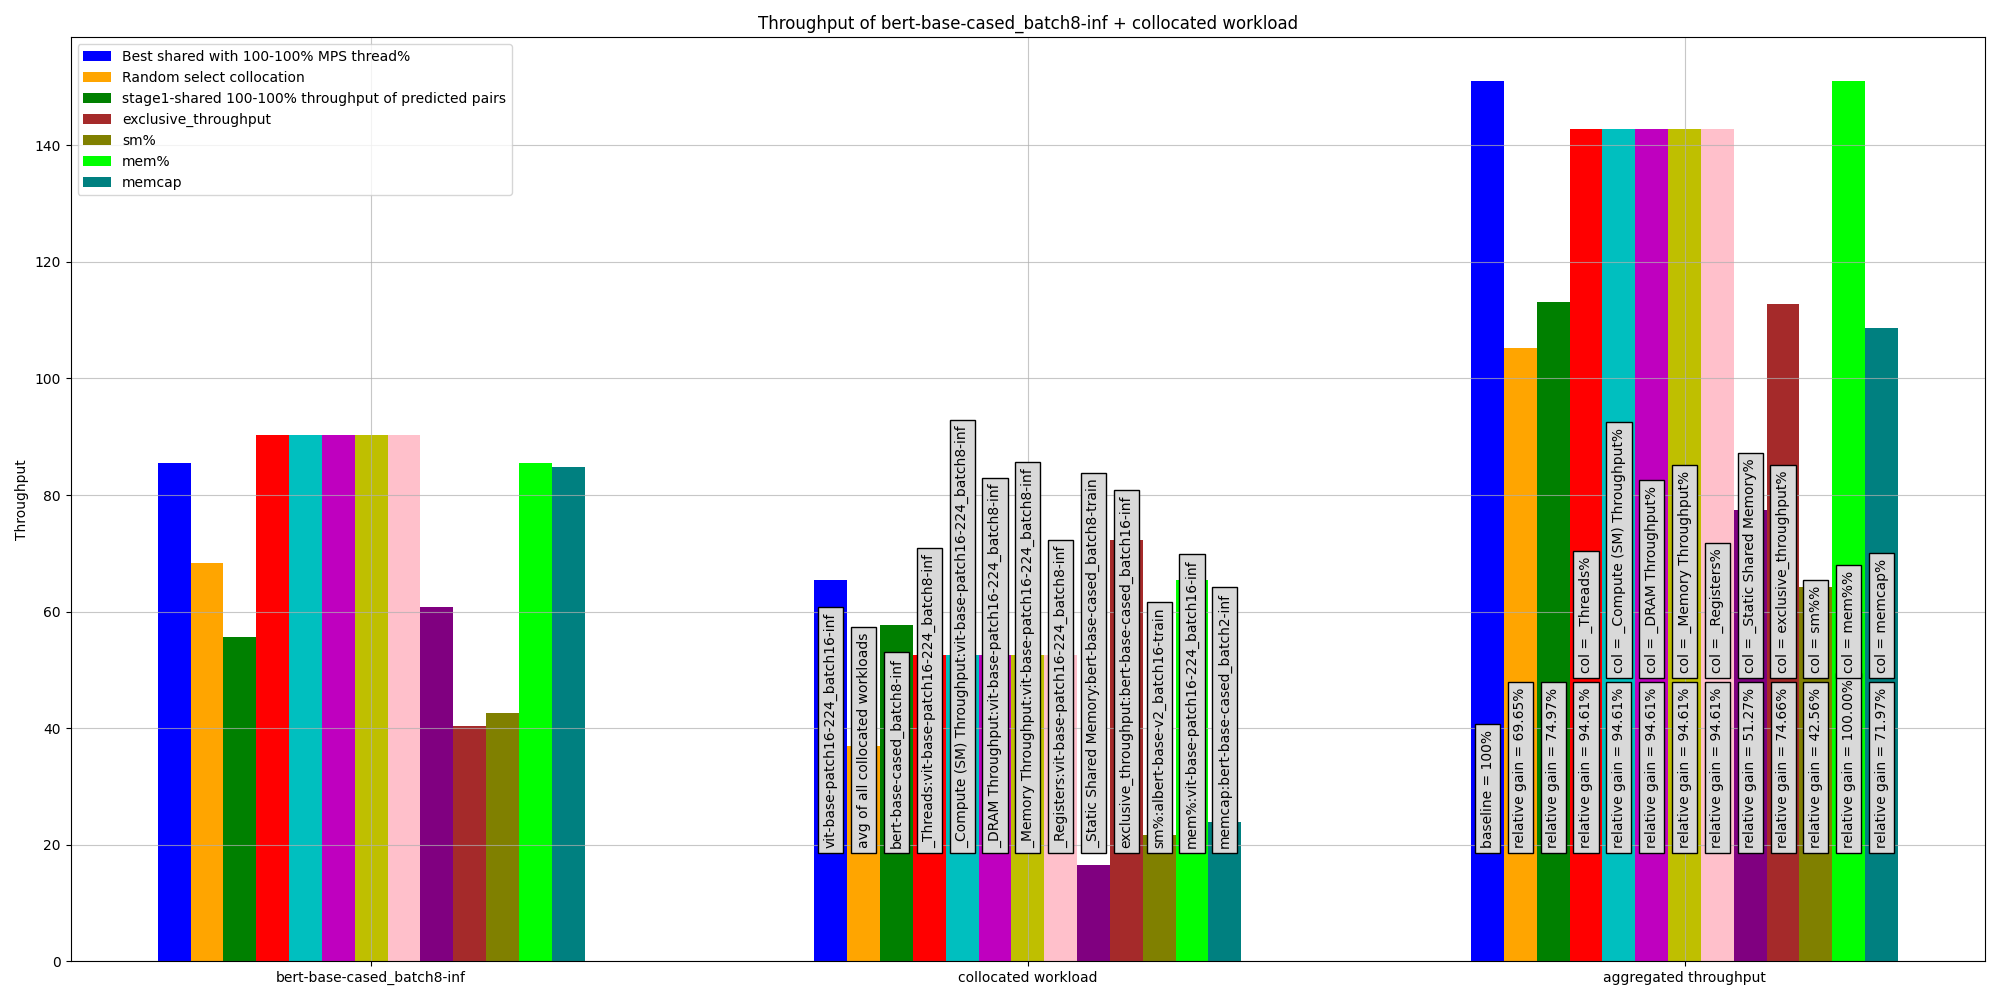 Throughput of bert-base-cased_batch8-inf + collocated workload
Best shared with 100-100% MPS thread%
Random select collocation
stage1-shared 100-100% throughput of predicted pairs
exclusive_throughput
sm%
mem%
memcap
Throughput
140
120
100
80
60
40
20
0
vit-base-patch16-224_batch16-inf
avg of all collocated workloads
bert-base-cased_batch8-inf
_Threads:vit-base-patch16-224_batch8-inf
_Compute (SM) Throughput:vit-base-patch16-224_batch8-inf
_DRAM Throughput:vit-base-patch16-224_batch8-inf
_Memory Throughput:vit-base-patch16-224_batch8-inf
_Registers:vit-base-patch16-224_batch8-inf
_Static Shared Memory:bert-base-cased_batch8-train
exclusive_throughput:bert-base-cased_batch16-inf
sm%:albert-base-v2_batch16-train
mem%:vit-base-patch16-224_batch16-inf
memcap:bert-base-cased_batch2-inf
col = _Threads%
col = _Compute (SM) Throughput%
col = _DRAM Throughput%
col = _Memory Throughput%
col = _Registers%
col = _Static Shared Memory%
col = exclusive_throughput%
col = sm%%
col = mem%%
col = memcap%
baseline = 100%
relative gain = 69.65%
relative gain = 74.97%
relative gain = 94.61%
relative gain = 94.61%
relative gain = 94.61%
relative gain = 94.61%
relative gain = 94.61%
relative gain = 51.27%
relative gain = 74.66%
relative gain = 42.56%
relative gain = 100.00%
relative gain = 71.97%
bert-base-cased_batch8-inf
collocated workload
aggregated throughput